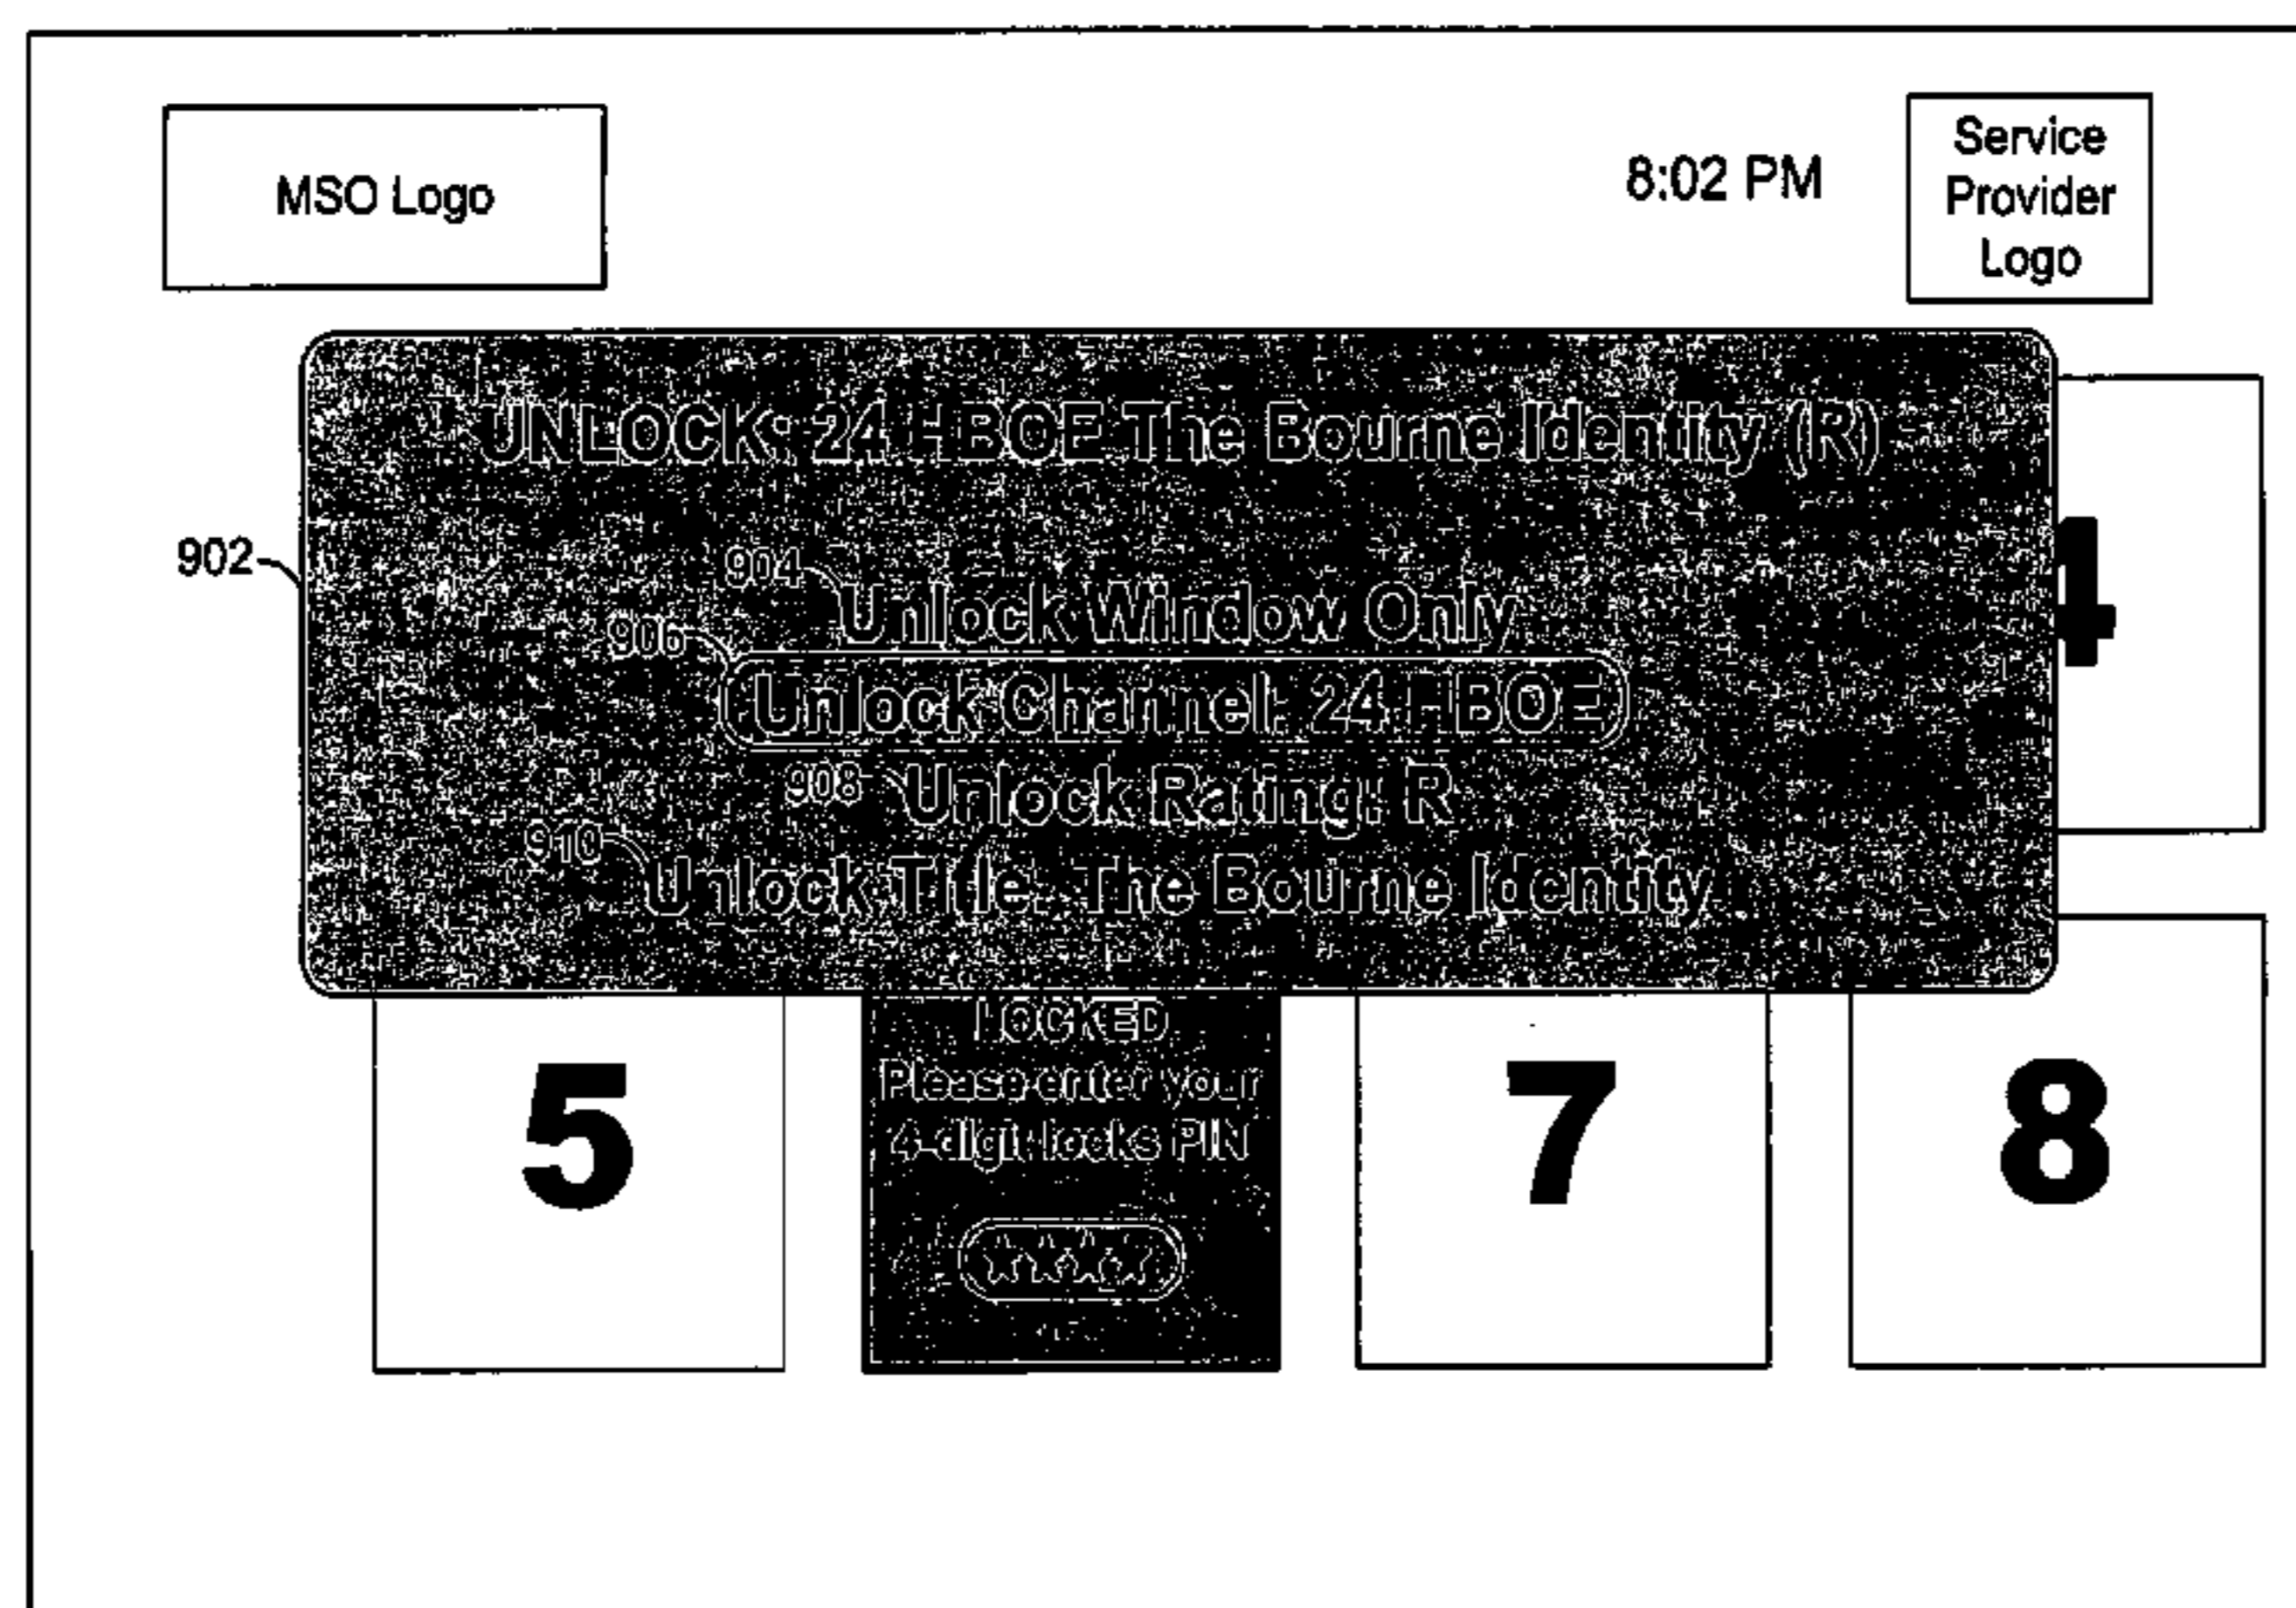 MSO Logo
8:02 PM
Service
Provider
Logo
UNLOCK: 24 HBOE The Bourne Identity (R)
902
904
Unlock Window Only
4
906
Unlock Channel: 24 HBOE
908
Unlock Rating: R
910
Unlock Title: The Bourne Identity
LOCKED
Please enter your
4-digit locks PIN
5
7
8